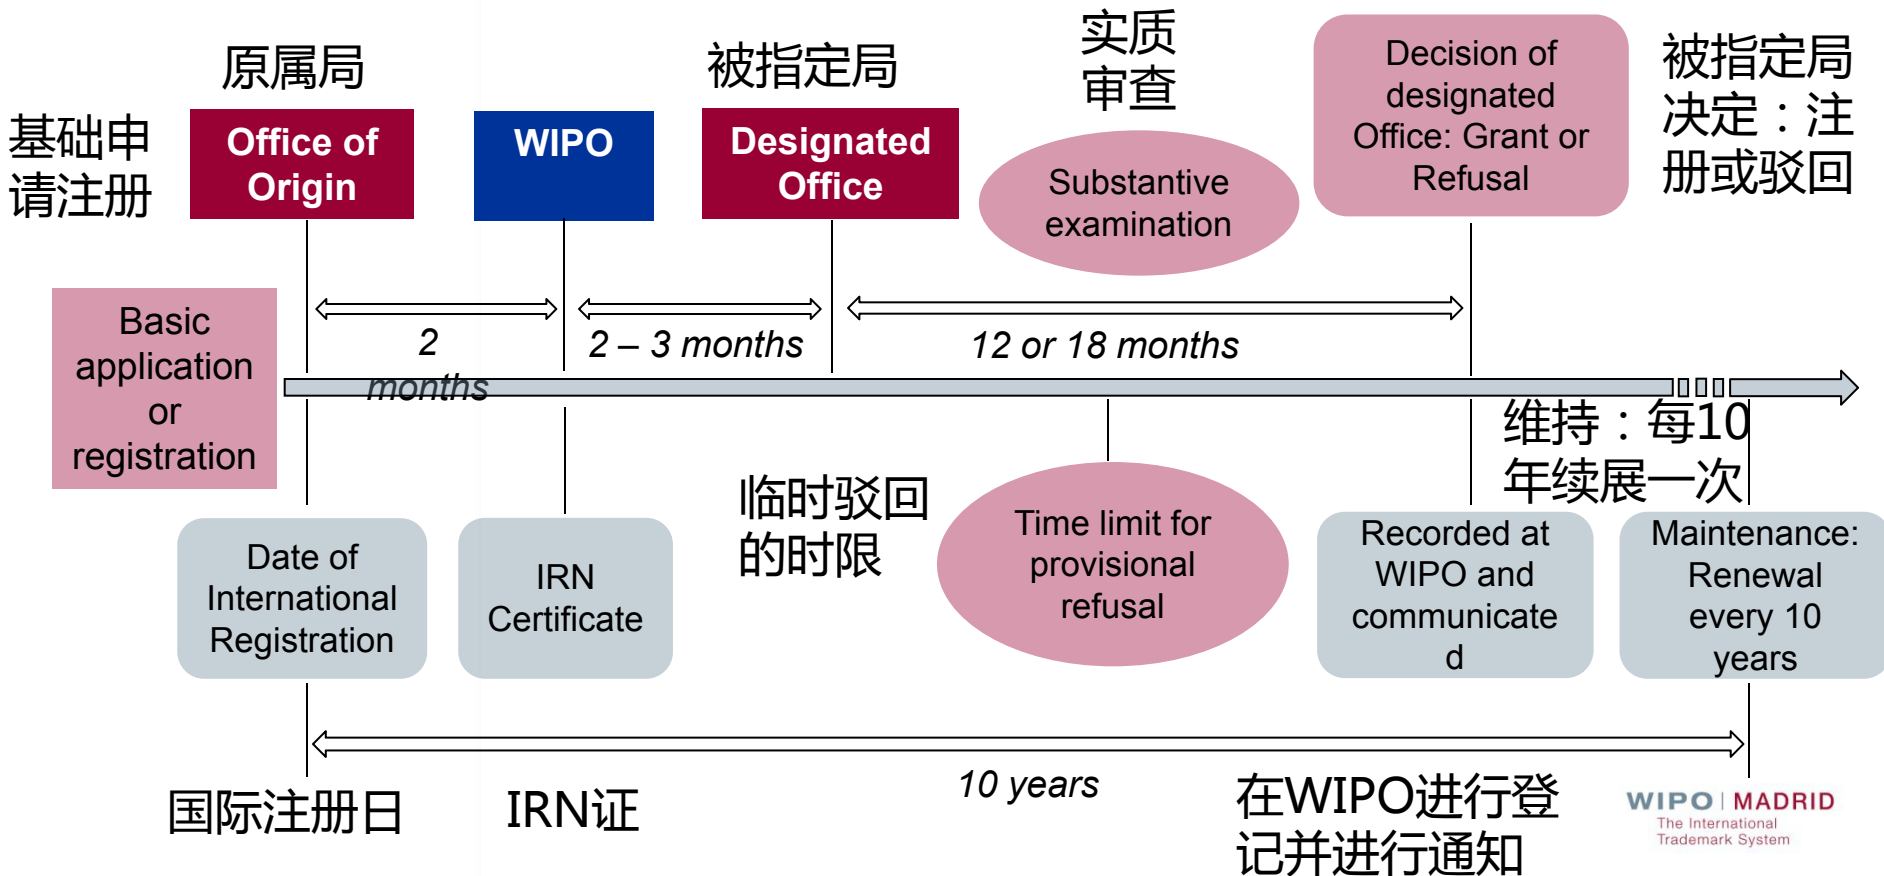 原属局
被指定局
实质
审查
Decision of
designated
Office: Grant or
Refusal
被指定局
决定：注
册或驳回
基础申
请注册
Office of
Origin
WIPO
Designated
Office
Substantive
examination
Basic
application
or
registration
2
months
2 – 3 months
12 or 18 months
维持：每10
年续展一次
临时驳回
的时限
Date of
International
Registration
IRN
Certificate
Time limit for
provisional
refusal
Recorded at
WIPO and
communicate
d
Maintenance:
Renewal
every 10
years
10 years
国际注册日
IRN证
在WIPO进行登
记并进行通知
WIPO | MADRID
The International
Trademark System